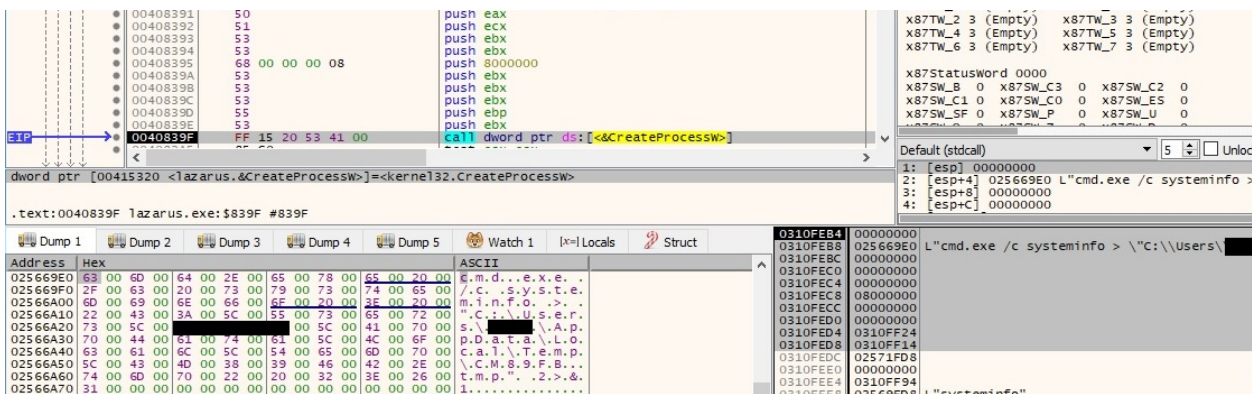 00408391 50 push eax
00408392 51 push ecx
00408393 53 push ebx
00408394 53 push ebx
00408395 68 00 00 00 08 push 8000000
0040839A 53 push ebx
0040839B 53 push ebx
0040839C 53 push ebx
0040839D 55 push ebp
0040839E 53 push ebx
EIP 0040839F FF 15 20 53 41 00 call dword ptr ds:[<&CreateProcessW>]
dword ptr [00415320 <lazarus.&CreateProcessW>]=<kernel32.CreateProcessW>
.text:0040839F lazarus.exe:$839F #839F
x87TW_2 3 (Empty) x87TW_3 3 (Empty)
x87TW_4 3 (Empty) x87TW_5 3 (Empty)
x87TW_6 3 (Empty) x87TW_7 3 (Empty)
x87StatusWord 0000
x87SW_B 0 x87SW_C3 0 x87SW_C2 0
x87SW_C1 0 x87SW_C0 0 x87SW_ES 0
x87SW_SF 0 x87SW_P 0 x87SW_U 0
Default (stdcall) 5 Unloc
1: [esp] 00000000
2: [esp+4] 025669E0 L"cmd.exe /c systeminfo >
3: [esp+8] 00000000
4: [esp+C] 00000000
Dump 1 Dump 2 Dump 3 Dump 4 Dump 5 Watch 1 [x=] Locals Struct
Address Hex ASCII
025669E0 63 00 6D 00 64 00 2E 00 65 00 78 00 65 00 20 00 c.m.d...e.x.e. .
025669F0 2F 00 63 00 20 00 73 00 79 00 73 00 74 00 65 00 /.c. .s.y.s.t.e.
02566A00 6D 00 69 00 6E 00 66 00 6F 00 20 00 3E 00 20 00 m.i.n.f.o. .>. .
02566A10 22 00 43 00 3A 00 5C 00 55 00 73 00 65 00 72 00 ".C.:.\.U.s.e.r.
02566A20 73 00 5C 00 00 5C 00 41 00 70 00 s.\. .\.A.p.
02566A30 70 00 44 00 61 00 74 00 61 00 5C 00 4C 00 6F 00 p.D.a.t.a.\.L.o.
02566A40 63 00 61 00 6C 00 5C 00 54 00 65 00 6D 00 70 00 c.a.l.\.T.e.m.p.
02566A50 5C 00 43 00 4D 00 38 00 39 00 46 00 42 00 2E 00 \.C.M.8.9.F.B...
02566A60 74 00 6D 00 70 00 22 00 20 00 32 00 3E 00 26 00 t.m.p.". .2.>.&.
02566A70 31 00 00 00 00 00 00 00 00 00 00 00 00 00 00 00 1...............
0310FEB4 00000000
0310FEB8 025669E0 L"cmd.exe /c systeminfo > \"C:\\Users\
0310FEBC 00000000
0310FEC0 00000000
0310FEC4 00000000
0310FEC8 08000000
0310FECC 00000000
0310FED0 00000000
0310FED4 0310FF24
0310FED8 0310FF14
0310FEDC 02571FD8
0310FEE0 00000000
0310FEE4 0310FF94
0310FEE8 02569FD8 L"systeminfo"